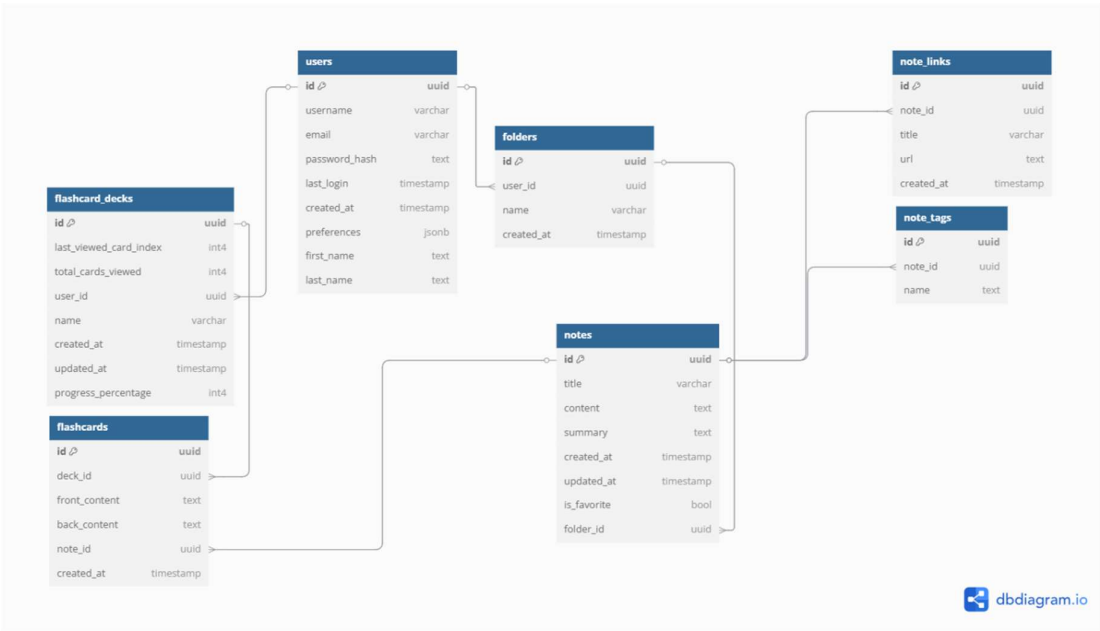 users
id uuid
username varchar
email varchar
password_hash text
last_login timestamp
created_at timestamp
preferences jsonb
first_name text
last_name text
folders
id uuid
user_id uuid
name varchar
created_at timestamp
note_links
id uuid
note_id uuid
title varchar
url text
created_at timestamp
note_tags
id uuid
note_id uuid
name text
flashcard_decks
id uuid
last_viewed_card_index int4
total_cards_viewed int4
user_id uuid
name varchar
created_at timestamp
updated_at timestamp
progress_percentage int4
flashcards
id uuid
deck_id uuid
front_content text
back_content text
note_id uuid
created_at timestamp
notes
id uuid
title varchar
content text
summary text
created_at timestamp
updated_at timestamp
is_favorite bool
folder_id uuid
dbdiagram.io